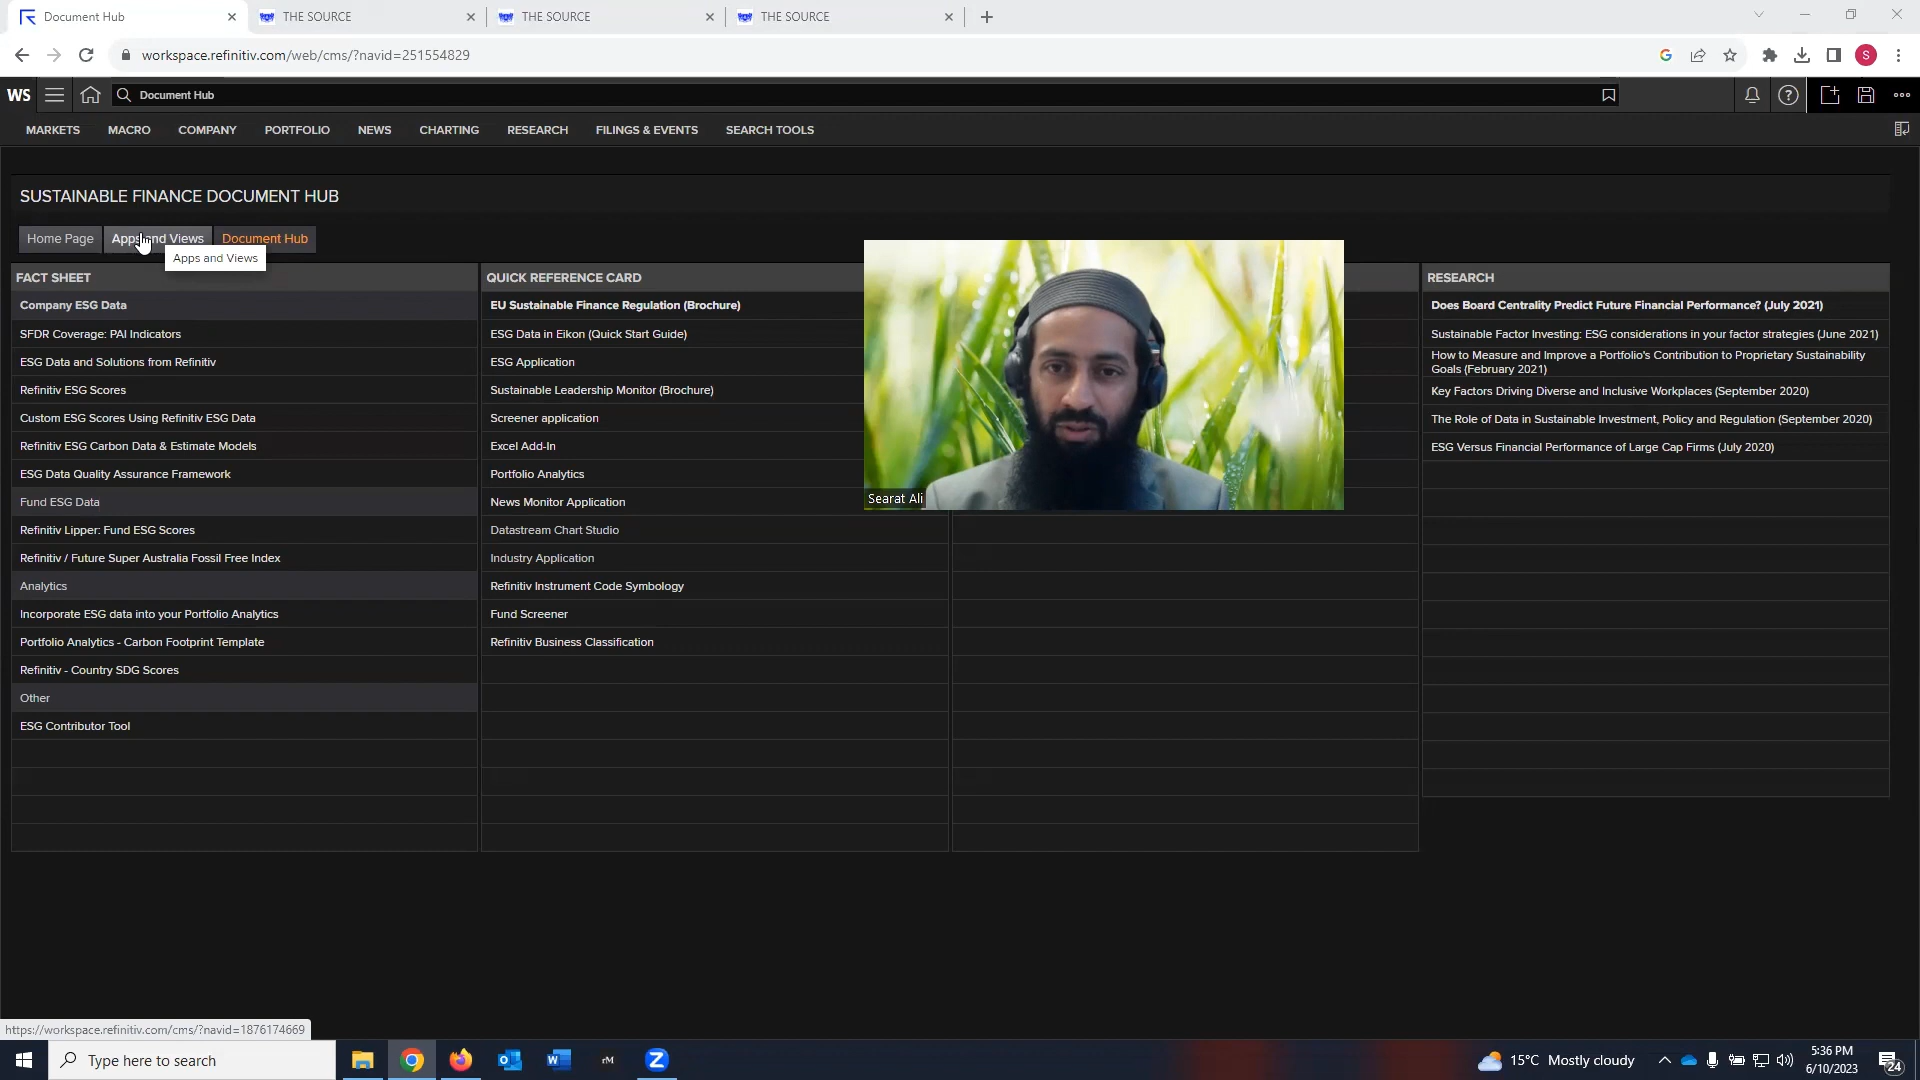 Document Hub
THE SOURCE
THE SOURCE
THE SOURCE
workspace.refinitiv.com/web/cms/?navid=251554829
S
WS
Document Hub
MARKETS
MACRO
COMPANY
PORTFOLIO
NEWS
CHARTING
RESEARCH
FILINGS & EVENTS
SEARCH TOOLS
SUSTAINABLE FINANCE DOCUMENT HUB
Home Page
Apps and Views
Document Hub
Apps and Views
FACT SHEET
Company ESG Data
SFDR Coverage: PAI Indicators
ESG Data and Solutions from Refinitiv
Refinitiv ESG Scores
Custom ESG Scores Using Refinitiv ESG Data
Refinitiv ESG Carbon Data & Estimate Models
ESG Data Quality Assurance Framework
Fund ESG Data
Refinitiv Lipper: Fund ESG Scores
Refinitiv / Future Super Australia Fossil Free Index
Analytics
Incorporate ESG data into your Portfolio Analytics
Portfolio Analytics - Carbon Footprint Template
Refinitiv - Country SDG Scores
Other
ESG Contributor Tool
QUICK REFERENCE CARD
EU Sustainable Finance Regulation (Brochure)
ESG Data in Eikon (Quick Start Guide)
ESG Application
Sustainable Leadership Monitor (Brochure)
Screener application
Excel Add-In
Portfolio Analytics
News Monitor Application
Datastream Chart Studio
Industry Application
Refinitiv Instrument Code Symbology
Fund Screener
Refinitiv Business Classification
Searat Ali
RESEARCH
Does Board Centrality Predict Future Financial Performance? (July 2021)
Sustainable Factor Investing: ESG considerations in your factor strategies (June 2021)
How to Measure and Improve a Portfolio's Contribution to Proprietary Sustainability
Goals (February 2021)
Key Factors Driving Diverse and Inclusive Workplaces (September 2020)
The Role of Data in Sustainable Investment, Policy and Regulation (September 2020)
ESG Versus Financial Performance of Large Cap Firms (July 2020)
https://workspace.refinitiv.com/cms/?navid=1876174669
Type here to search
rM
15°C Mostly cloudy
5:36 PM
6/10/2023
24